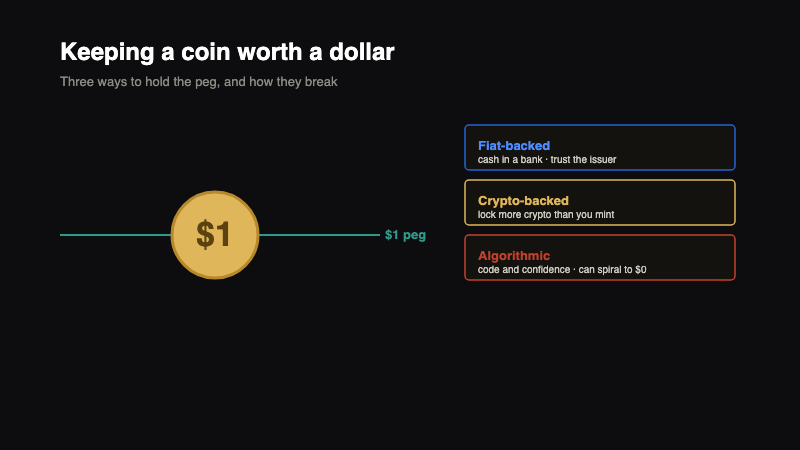 Keeping a coin worth a dollar
Three ways to hold the peg, and how they break
$1
$1 peg
Fiat-backed
cash in a bank · trust the issuer
Crypto-backed
lock more crypto than you mint
Algorithmic
code and confidence · can spiral to $0